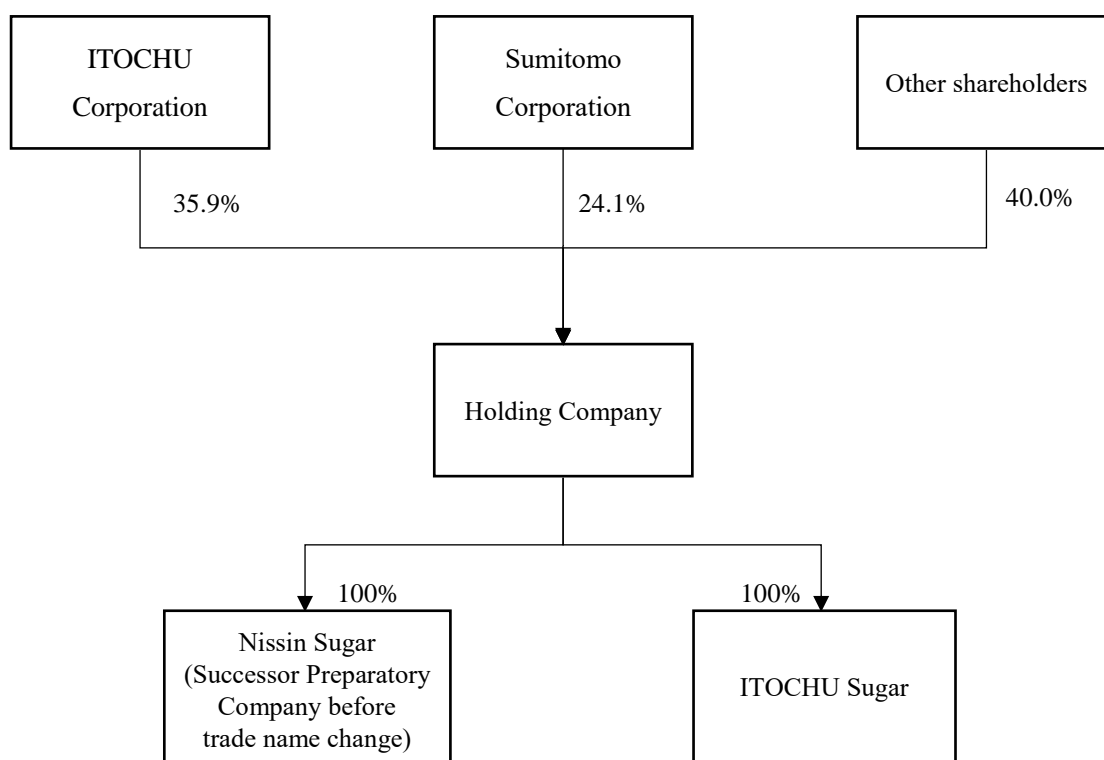 ITOCHU
Corporation
Sumitomo
Corporation
Other shareholders
35.9%
24.1%
40.0%
Holding Company
100%
100%
Nissin Sugar
(Successor Preparatory
Company before
trade name change)
ITOCHU Sugar